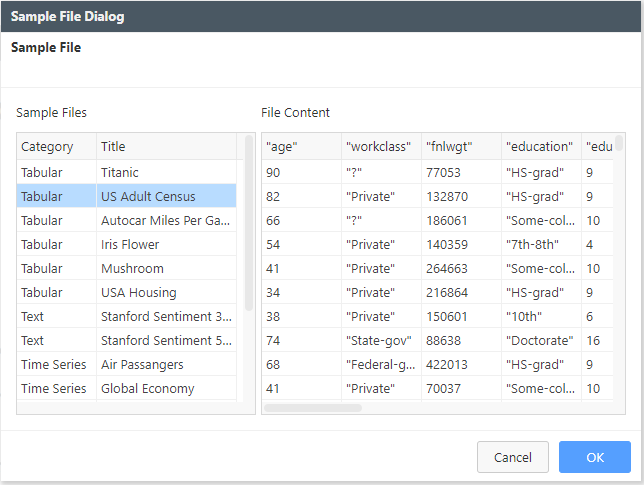 Sample File Dialog
Sample File
Sample Files
File Content
Category Title
"age" "workclass" "fnlwgt" "education" "edu
Tabular Titanic
90 "?" 77053 "HS-grad" 9
Tabular US Adult Census
82 "Private" 132870 "HS-grad" 9
Tabular Autocar Miles Per Ga...
66 "?" 186061 "Some-col... 10
Tabular Iris Flower
54 "Private" 140359 "7th-8th" 4
Tabular Mushroom
41 "Private" 264663 "Some-col... 10
Tabular USA Housing
34 "Private" 216864 "HS-grad" 9
Text Stanford Sentiment 3...
38 "Private" 150601 "10th" 6
Text Stanford Sentiment 5...
74 "State-gov" 88638 "Doctorate" 16
Time Series Air Passangers
68 "Federal-g... 422013 "HS-grad" 9
Time Series Global Economy
41 "Private" 70037 "Some-col... 10
Cancel
OK